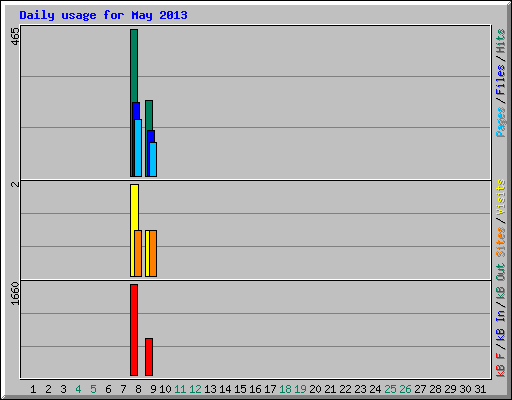 Daily usage for May 2013
465
Pages/Files/Hits
2
Sites/Visits
1660
kB F/kB In/kB Out
1 2 3 4 5 6 7 8 9 10 11 12 13 14 15 16 17 18 19 20 21 22 23 24 25 26 27 28 29 30 31